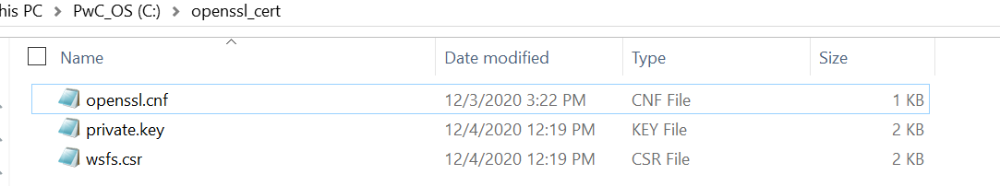 his PC > PwC_OS (C:) > openssl_cert
Name Date modified Type Size
openssl.cnf 12/3/2020 3:22 PM CNF File 1 KB
private.key 12/4/2020 12:19 PM KEY File 2 KB
wsfs.csr 12/4/2020 12:19 PM CSR File 2 KB